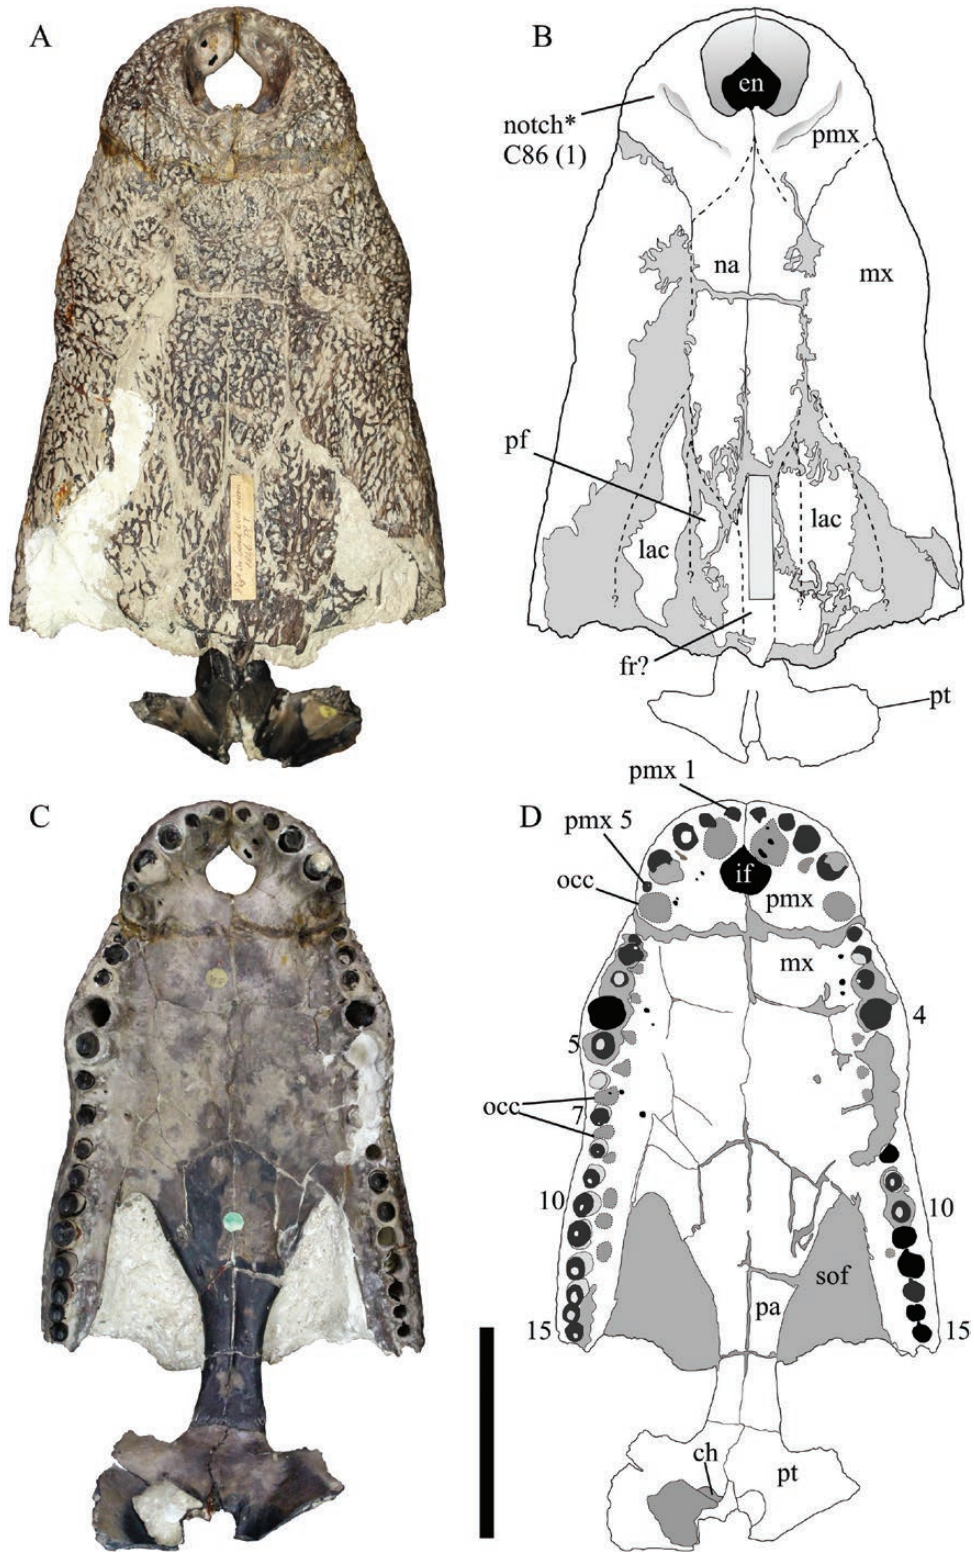 A
B
en
notch*
C86 (1)
pmx
na
mx
pf
lac
lac
?
?
?
?
fr?
pt
pmx 1
C
D
pmx 5
occ
if
pmx
mx
4
5
occ
7
10
10
sof
pa
15
15
ch
pt